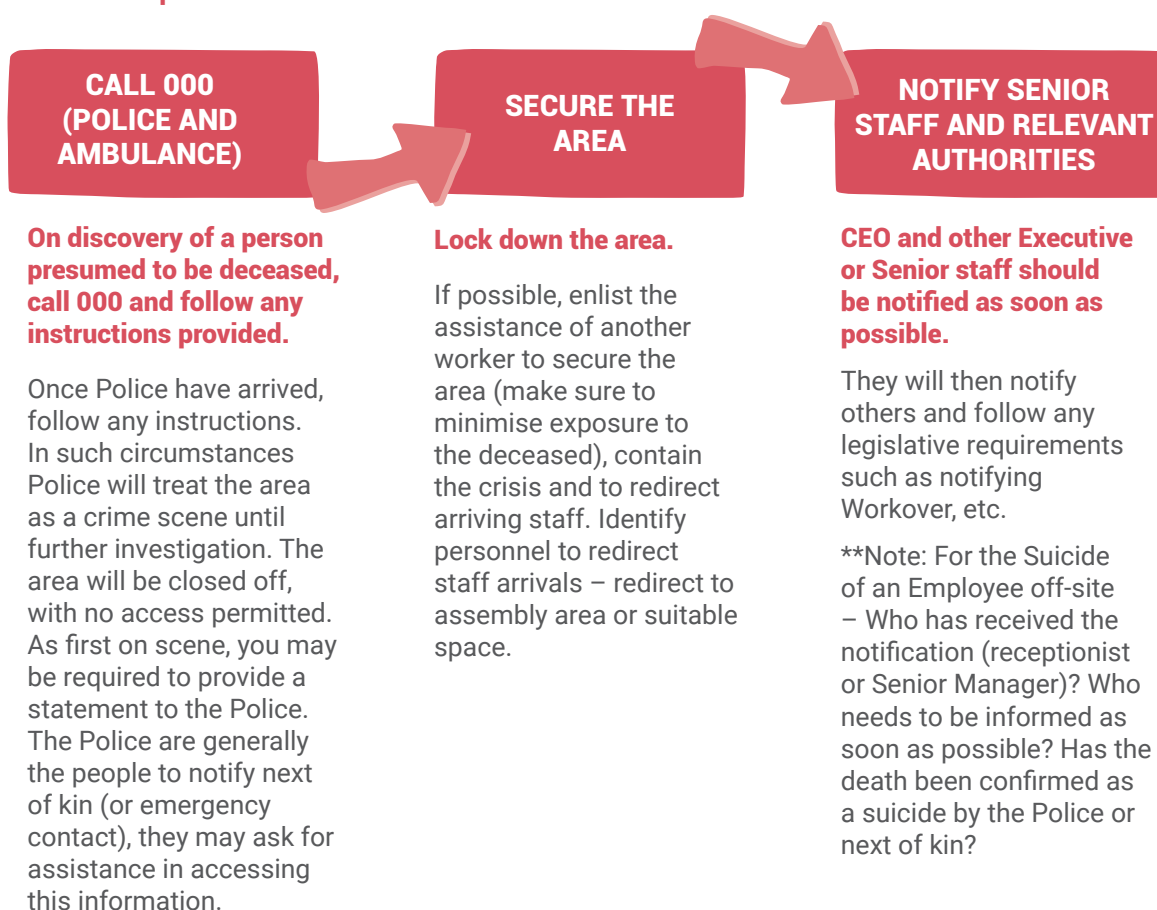 CALL 000
(POLICE AND
AMBULANCE)
On discovery of a person
presumed to be deceased,
call 000 and follow any
instructions provided.
Once Police have arrived,
follow any instructions.
In such circumstances
Police will treat the area
as a crime scene until
further investigation. The
area will be closed off,
with no access permitted.
As first on scene, you may
be required to provide a
statement to the Police.
The Police are generally
the people to notify next
of kin (or emergency
contact), they may ask for
assistance in accessing
this information.
SECURE THE
AREA
Lock down the area.
If possible, enlist the
assistance of another
worker to secure the
area (make sure to
minimise exposure to
the deceased), contain
the crisis and to redirect
arriving staff. Identify
personnel to redirect
staff arrivals – redirect to
assembly area or suitable
space.
NOTIFY SENIOR
STAFF AND RELEVANT
AUTHORITIES
CEO and other Executive
or Senior staff should
be notified as soon as
possible.
They will then notify
others and follow any
legislative requirements
such as notifying
Workover, etc.
**Note: For the Suicide
of an Employee off-site
– Who has received the
notification (receptionist
or Senior Manager)? Who
needs to be informed as
soon as possible? Has the
death been confirmed as
a suicide by the Police or
next of kin?